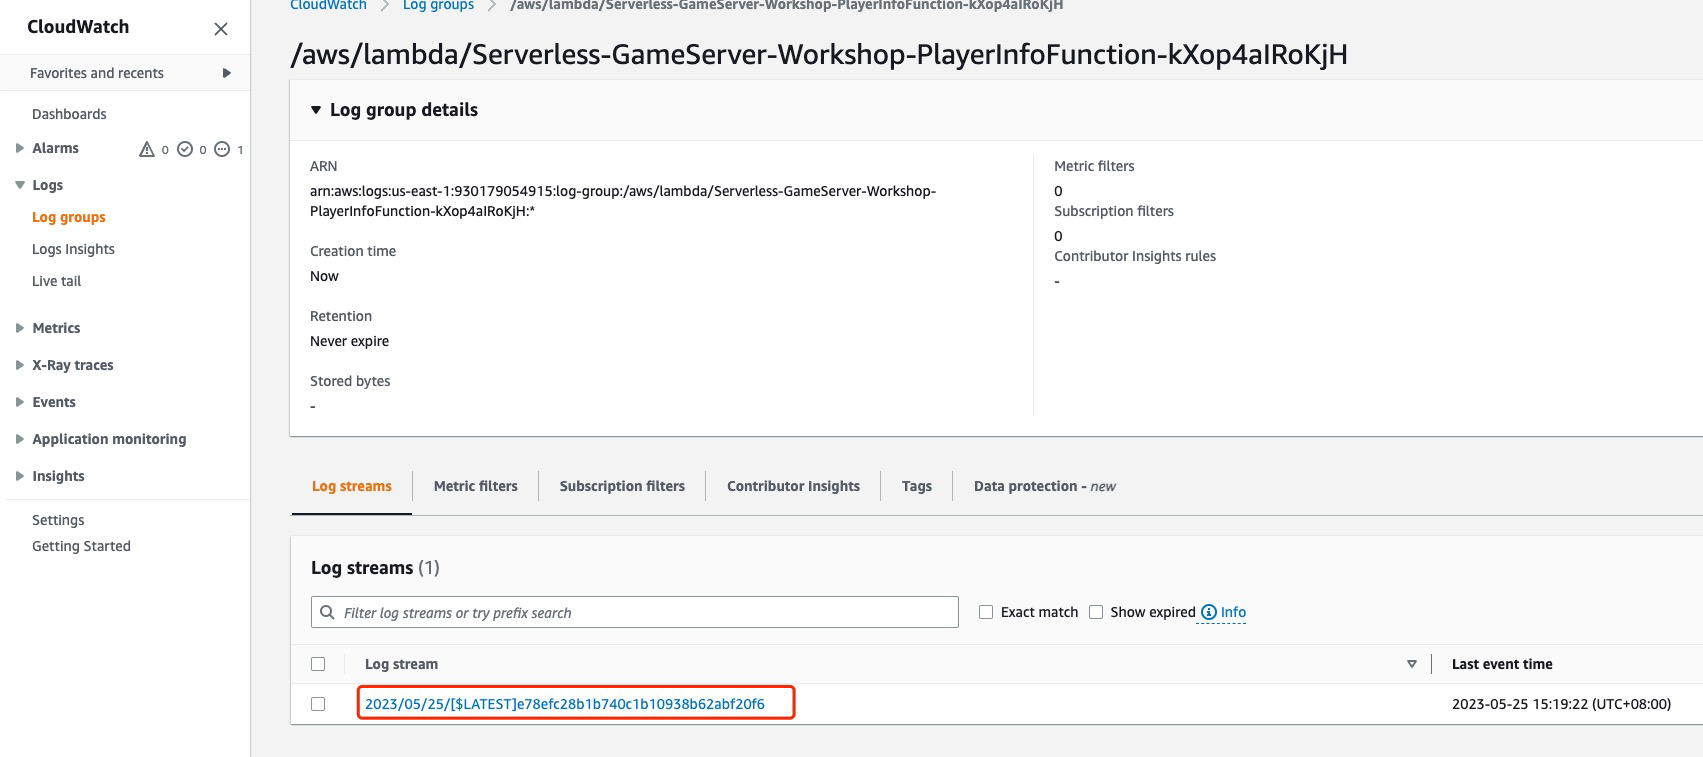 CloudWatch
Favorites and recents
Dashboards
Alarms 0 0 1
Logs
Log groups
Logs Insights
Live tail
Metrics
X-Ray traces
Events
Application monitoring
Insights
Settings
Getting Started
CloudWatch Log groups /aws/lambda/Serverless-GameServer-Workshop-PlayerInfoFunction-kXop4aIRoKjH
/aws/lambda/Serverless-GameServer-Workshop-PlayerInfoFunction-kXop4aIRoKjH
Log group details
ARN
arn:aws:logs:us-east-1:930179054915:log-group:/aws/lambda/Serverless-GameServer-Workshop-
PlayerInfoFunction-kXop4aIRoKjH:*
Creation time
Now
Retention
Never expire
Stored bytes
-
Metric filters
0
Subscription filters
0
Contributor Insights rules
-
Log streams Metric filters Subscription filters Contributor Insights Tags Data protection - new
Log streams (1)
Filter log streams or try prefix search Exact match Show expired Info
Log stream Last event time
2023/05/25/[$LATEST]e78efc28b1b740c1b10938b62abf20f6 2023-05-25 15:19:22 (UTC+08:00)